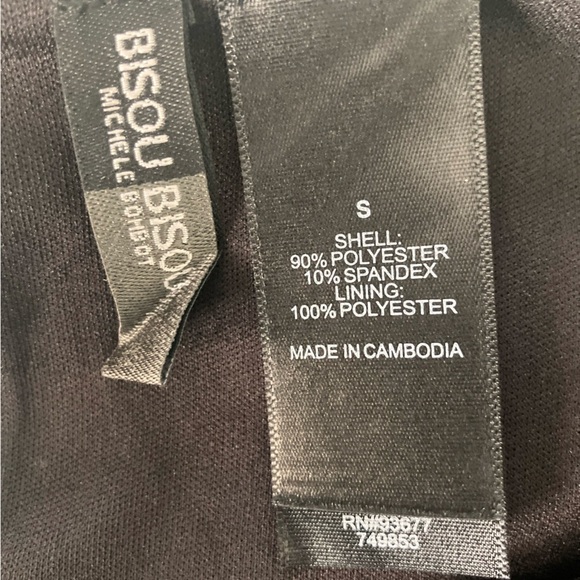 BISOU BISOU
MICHELE BOHBOT
S
SHELL:
90% POLYESTER
10% SPANDEX
LINING:
100% POLYESTER
MADE IN CAMBODIA
RN#93677
749853